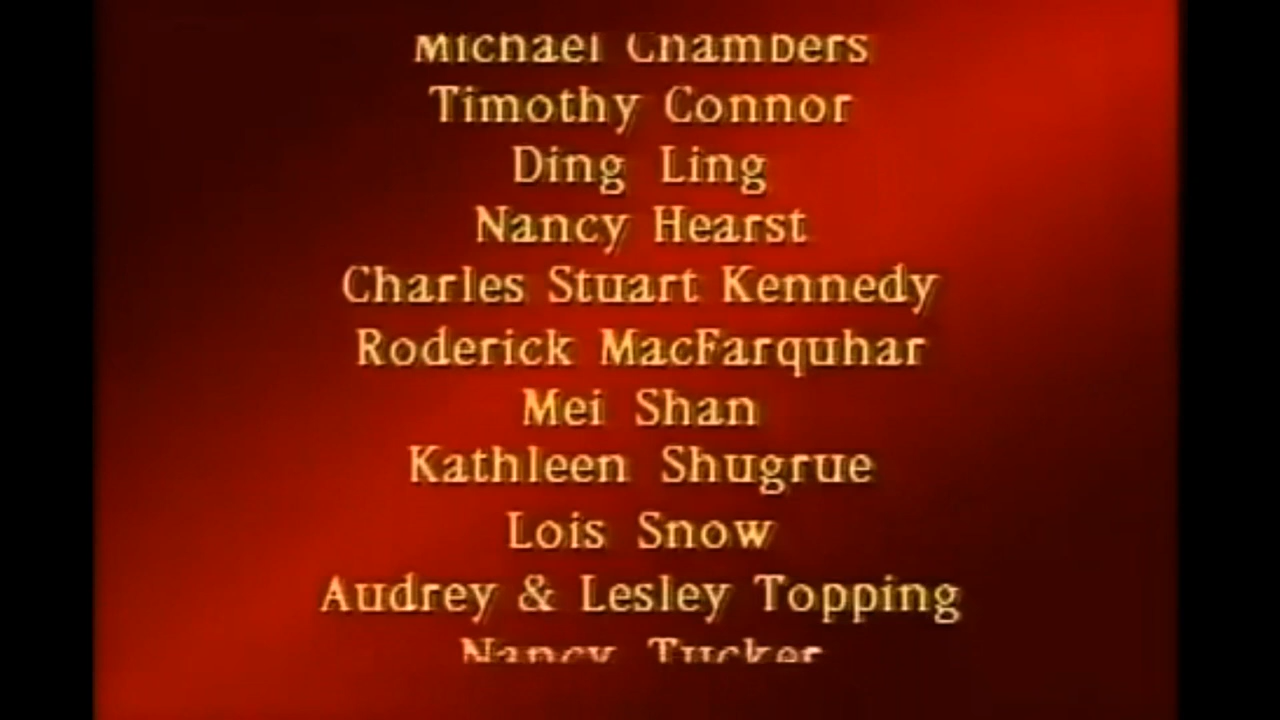 Michael Chambers
Timothy Connor
Ding Ling
Nancy Hearst
Charles Stuart Kennedy
Roderick MacFarquhar
Mei Shan
Kathleen Shugrue
Lois Snow
Audrey & Lesley Topping
Nancy Tucker